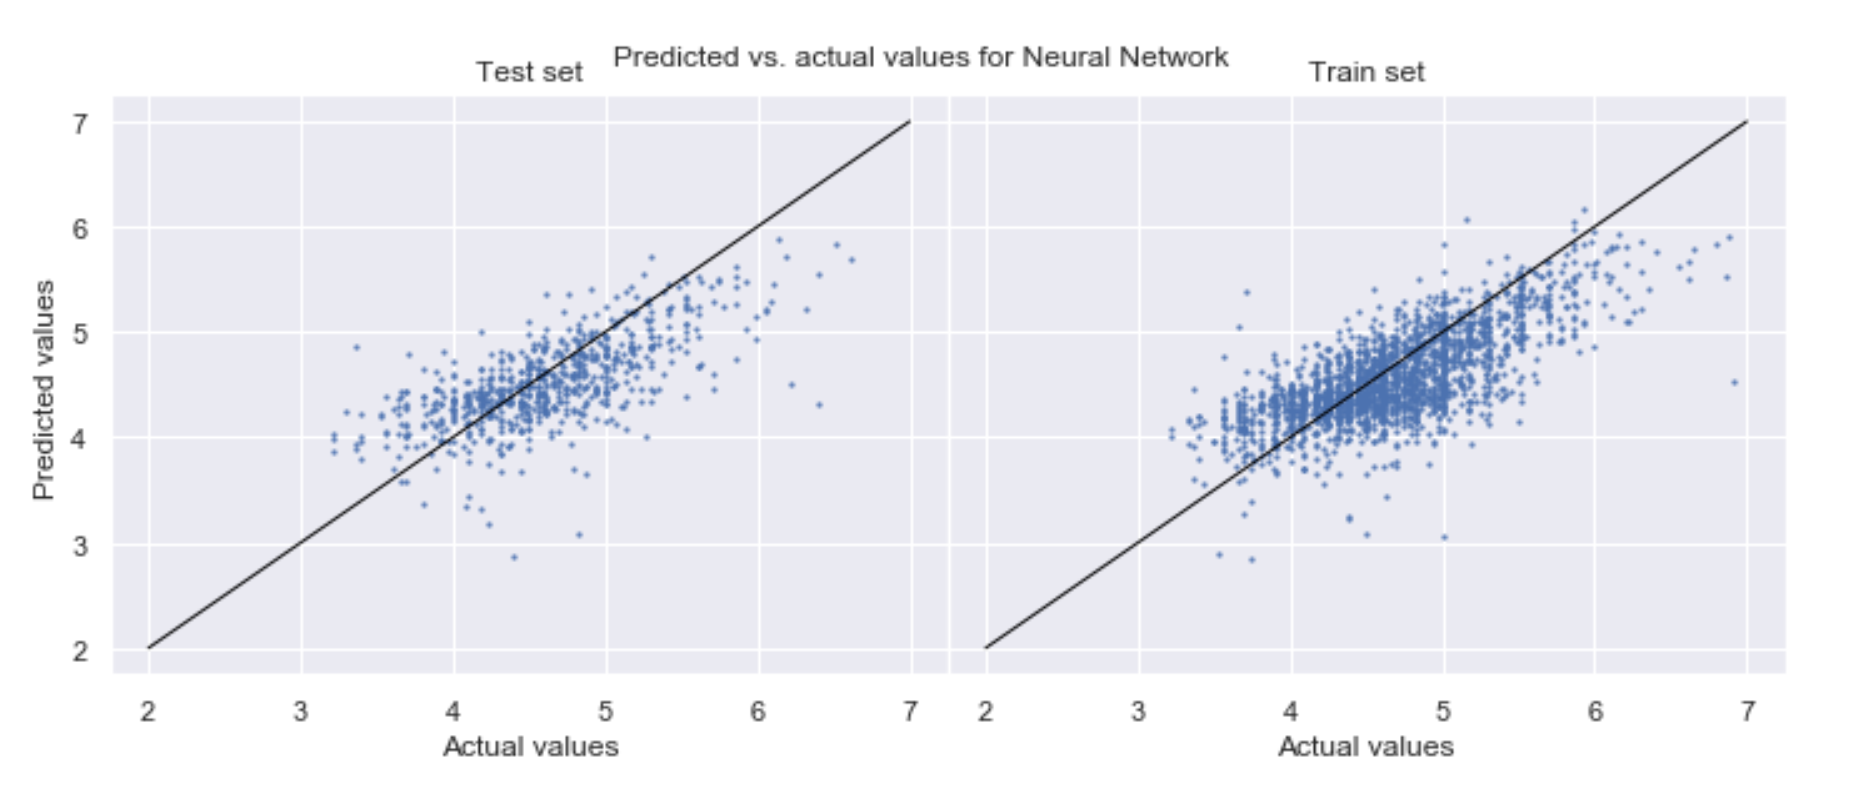 Predicted vs. actual values for Neural Network
Test set
Train set
Predicted values
7
6
5
4
3
2
2 3 4 5 6 7
2 3 4 5 6 7
Actual values
Actual values